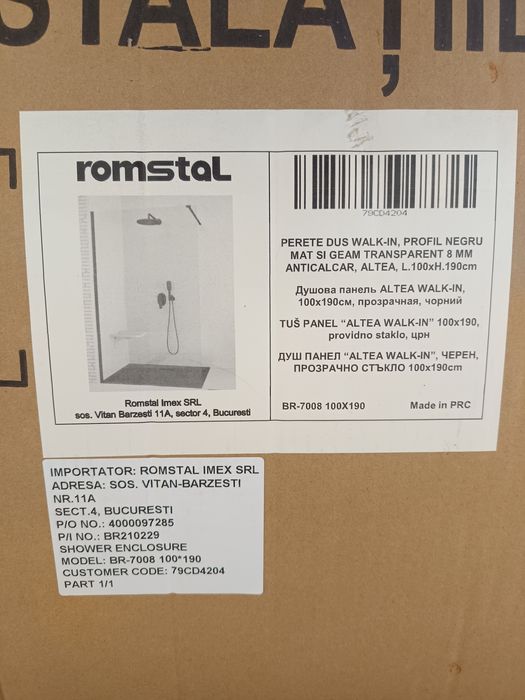 STALAȚIIL
romstal
Romstal Imex SRL
sos. Vitan Barzesti 11A, sector 4, Bucuresti
79CD4204
PERETE DUS WALK-IN, PROFIL NEGRU
MAT SI GEAM TRANSPARENT 8 MM
ANTICALCAR, ALTEA, L.100xH.190cm
Душова панель ALTEA WALK-IN,
100x190см, прозрачная, чорний
TUŠ PANEL “ALTEA WALK-IN” 100x190,
providno staklo, црн
ДУШ ПАНЕЛ “ALTEA WALK-IN”, ЧЕРЕН,
ПРОЗРАЧНО СТЪКЛО 100x190cm
BR-7008 100X190 Made in PRC
IMPORTATOR: ROMSTAL IMEX SRL
ADRESA: SOS. VITAN-BARZESTI
NR.11A
SECT.4, BUCURESTI
P/O NO.: 4000097285
P/I NO.: BR210229
SHOWER ENCLOSURE
MODEL: BR-7008 100*190
CUSTOMER CODE: 79CD4204
PART 1/1